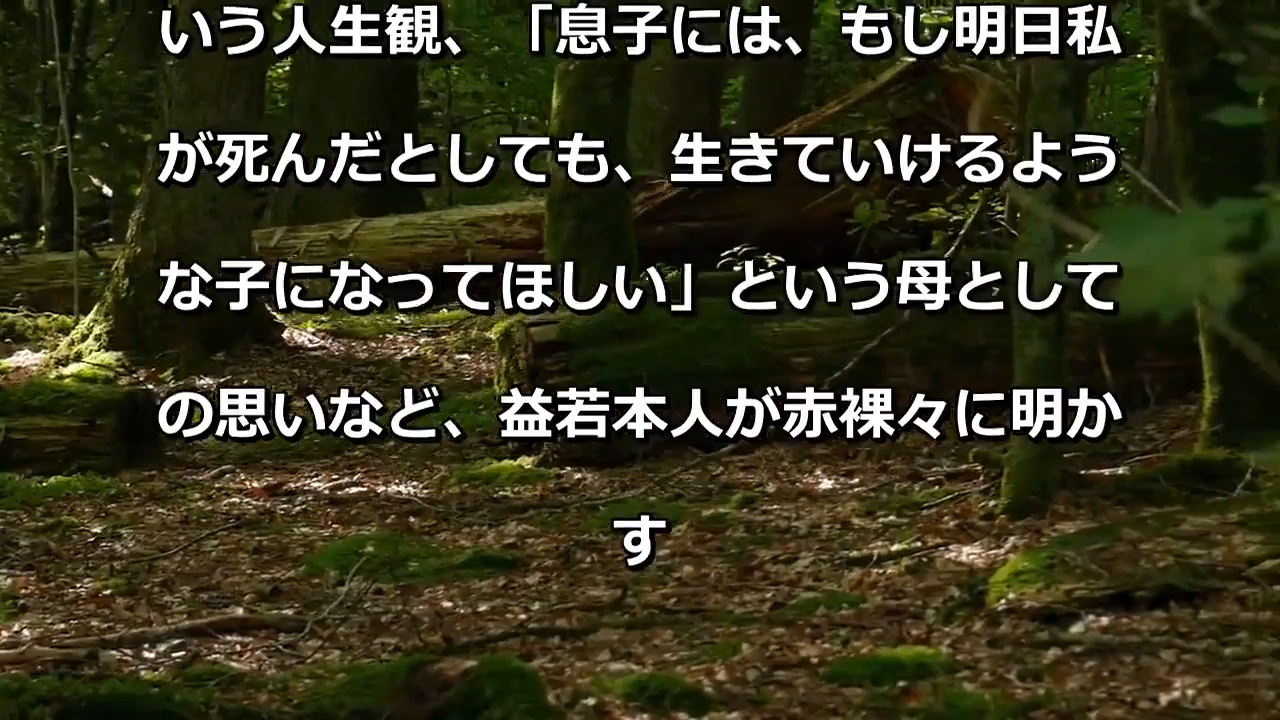 いう人生観、「息子には、もし明日私
が死んだとしても、生きていけるよう
な子になってほしい」という母として
の思いなど、益若本人が赤裸々に明か
す